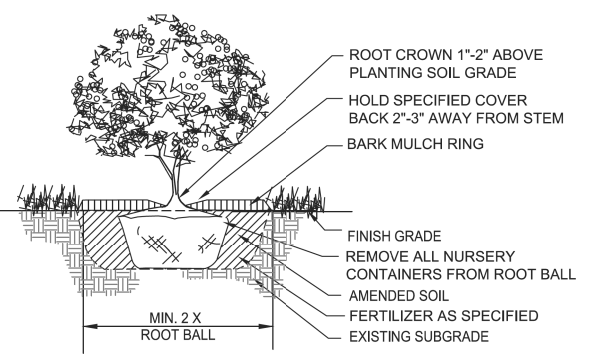 ROOT CROWN 1"-2" ABOVE
PLANTING SOIL GRADE
HOLD SPECIFIED COVER
BACK 2"-3" AWAY FROM STEM
BARK MULCH RING
FINISH GRADE
REMOVE ALL NURSERY
CONTAINERS FROM ROOT BALL
AMENDED SOIL
FERTILIZER AS SPECIFIED
EXISTING SUBGRADE
MIN. 2 X
ROOT BALL